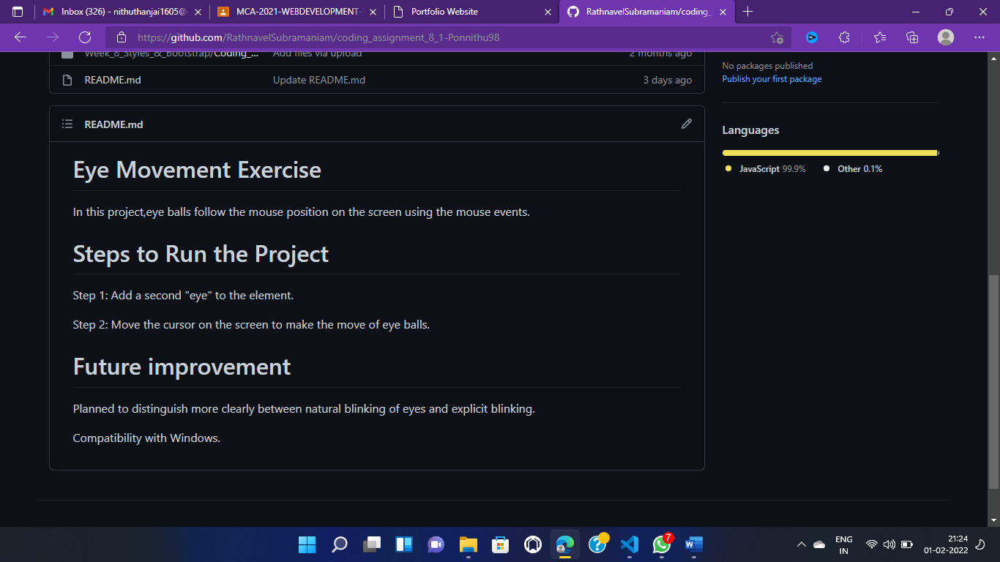 Inbox (326) - nithuthanjai1605@
MCA-2021-WEBDEVELOPMENT-
Portfolio Website
RathnavelSubramaniam/coding_
https://github.com/RathnavelSubramaniam/coding_assignment_8_1-Ponnithu98
Week_8_Styles_&_Bootstrap/Coding_... Add files via upload 2 months ago
README.md Update README.md 3 days ago
No packages published
Publish your first package
README.md
Eye Movement Exercise
In this project,eye balls follow the mouse position on the screen using the mouse events.
Steps to Run the Project
Step 1: Add a second "eye" to the element.
Step 2: Move the cursor on the screen to make the move of eye balls.
Future improvement
Planned to distinguish more clearly between natural blinking of eyes and explicit blinking.
Compatibility with Windows.
Languages
JavaScript 99.9% Other 0.1%
7
ENG
IN
21:24
01-02-2022